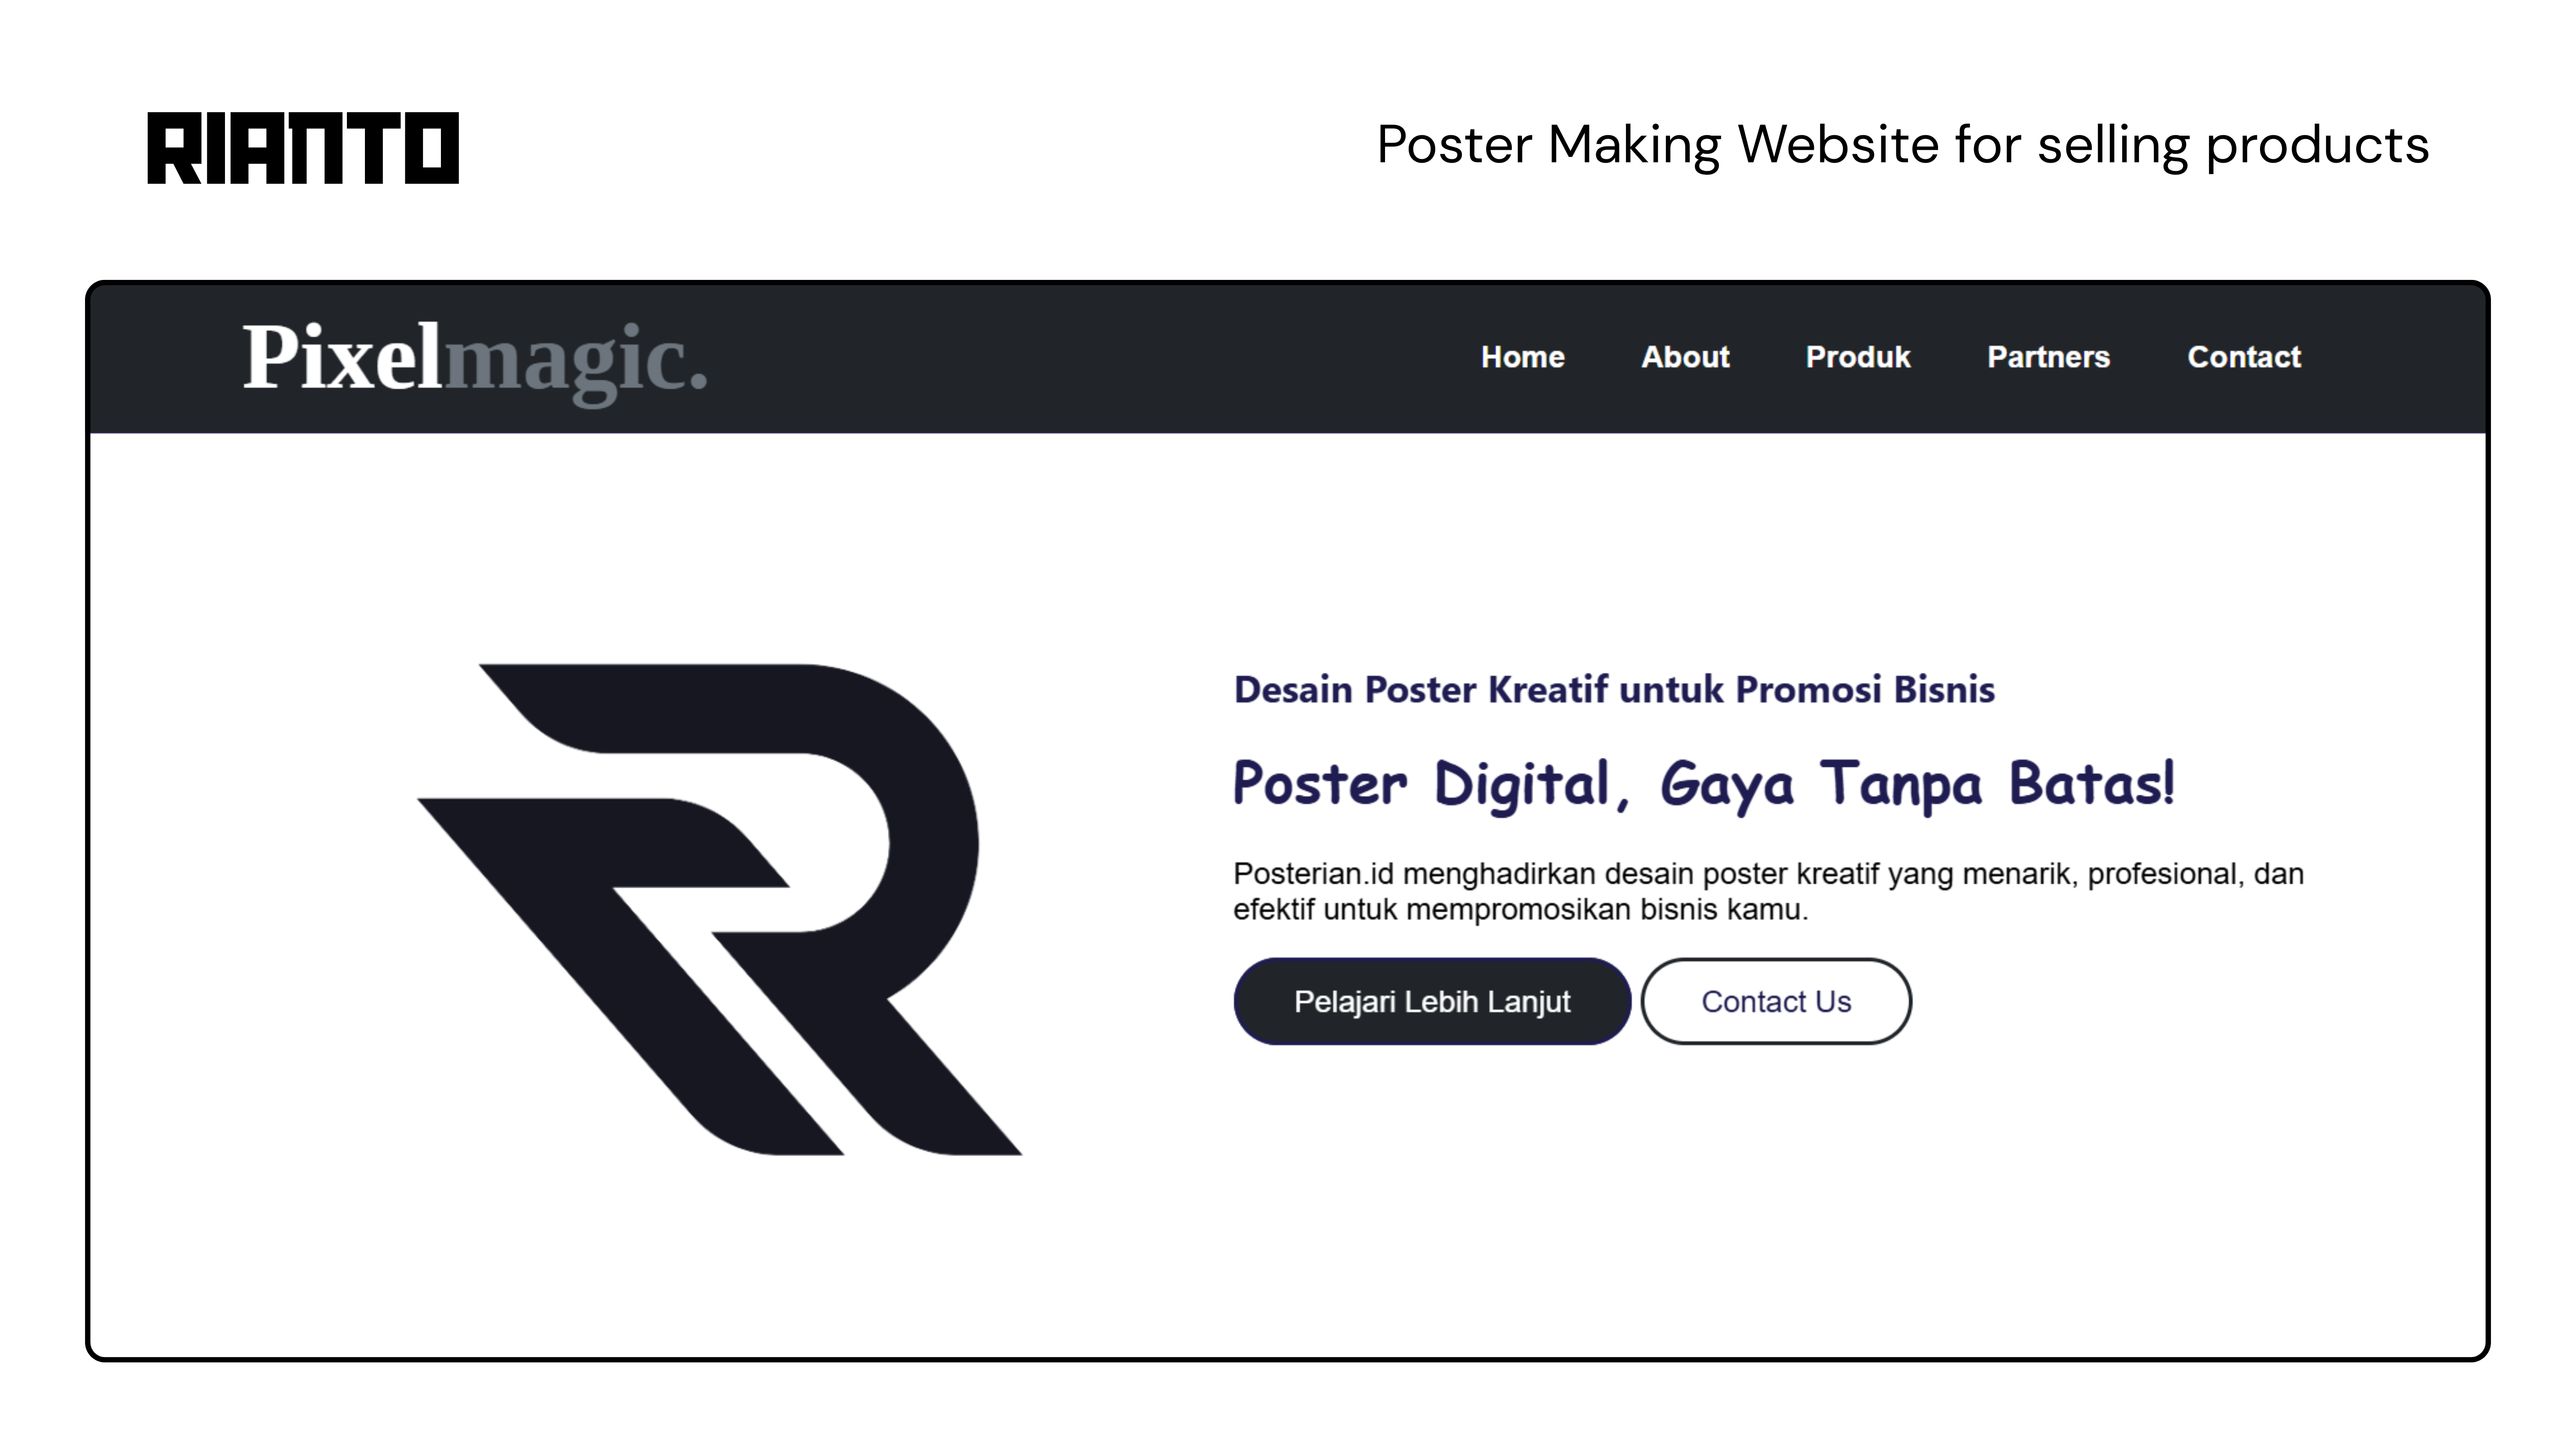 RIANTO
Poster Making Website for selling products
Pixelmagic.
Home About Produk Partners Contact
Desain Poster Kreatif untuk Promosi Bisnis
Poster Digital, Gaya Tanpa Batas!
Posterian.id menghadirkan desain poster kreatif yang menarik, profesional, dan
efektif untuk mempromosikan bisnis kamu.
Pelajari Lebih Lanjut
Contact Us